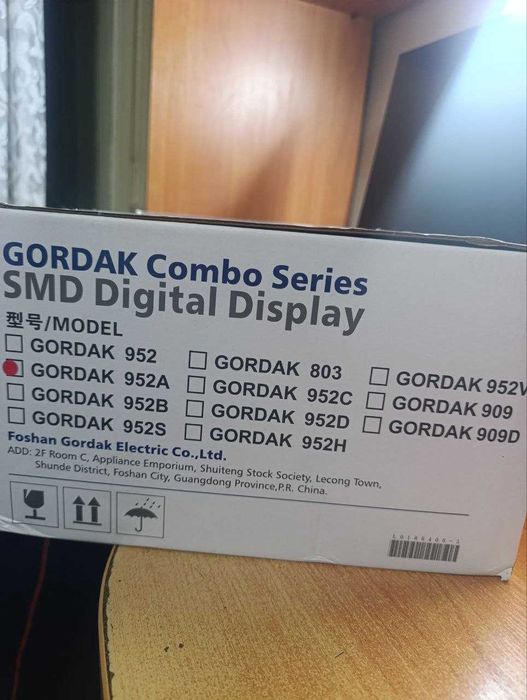 GORDAK Combo Series
SMD Digital Display
型号/MODEL
GORDAK 952 GORDAK 803 GORDAK 952V
GORDAK 952A GORDAK 952C GORDAK 909
GORDAK 952B GORDAK 952D GORDAK 909D
GORDAK 952S GORDAK 952H
Foshan Gordak Electric Co.,Ltd.
ADD: 2F Room C, Appliance Emporium, Shuiteng Stock Society, Lecong Town,
Shunde District, Foshan City, Guangdong Province,P.R. China.